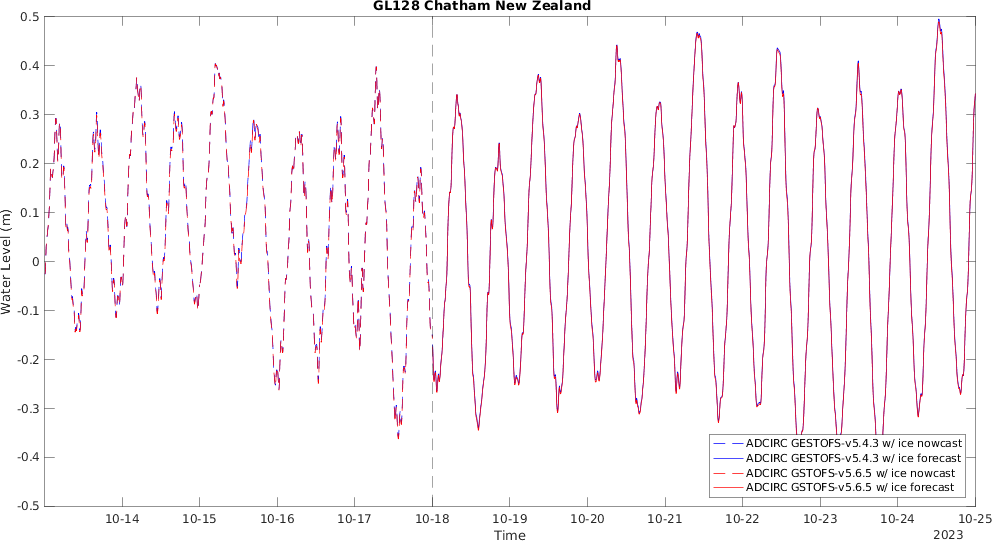 GL128 Chatham New Zealand
0.5
0.4
0.3
0.2
0.1
0
-0.1
-0.2
-0.3
-0.4
-0.5
Water Level (m)
ADCIRC GESTOFS-v5.4.3 w/ ice nowcast
ADCIRC GESTOFS-v5.4.3 w/ ice forecast
ADCIRC GSTOFS-v5.6.5 w/ ice nowcast
ADCIRC GSTOFS-v5.6.5 w/ ice forecast
10-14 10-15 10-16 10-17 10-18 10-19 10-20 10-21 10-22 10-23 10-24 10-25
Time
2023